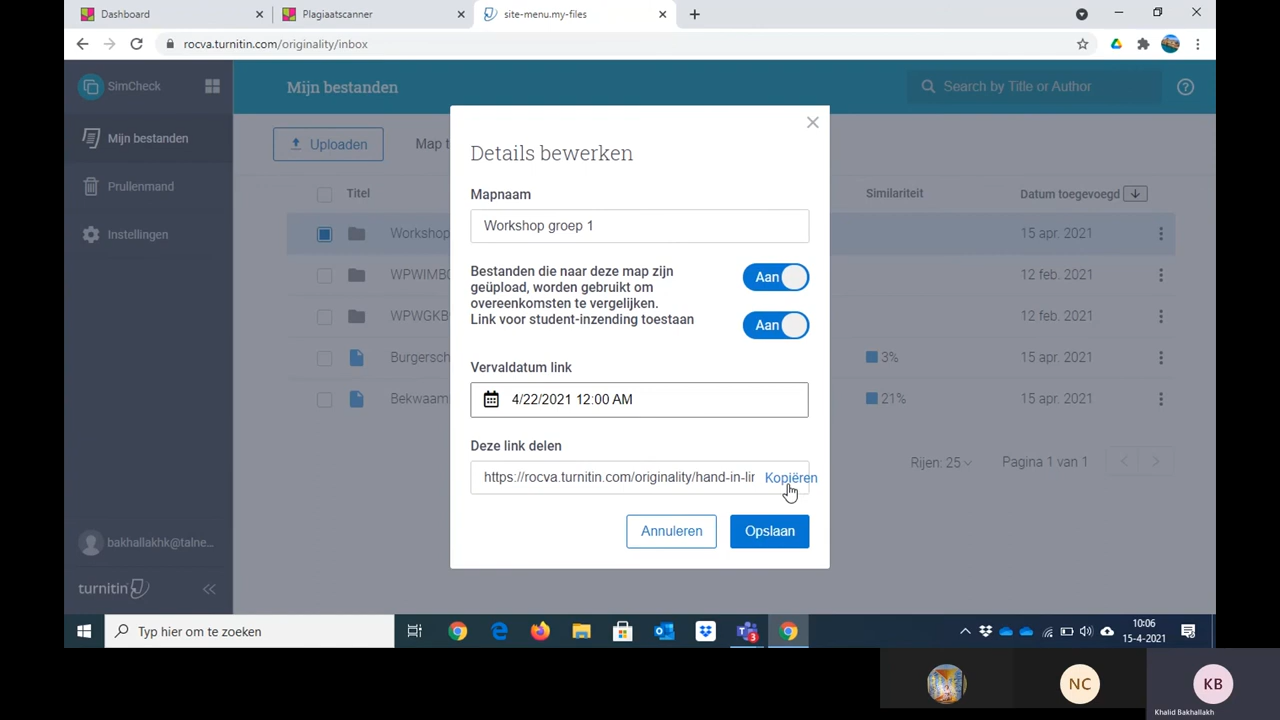 Dashboard
Plagiaatscanner
site-menu.my-files
rocva.turnitin.com/originality/inbox
SimCheck
Mijn bestanden
Search by Title or Author
Mijn bestanden
Prullenmand
Instellingen
Uploaden
Map t
Titel
Similariteit
Datum toegevoegd
Workshop
15 apr. 2021
WPWIMB
12 feb. 2021
WPWGKB
12 feb. 2021
Burgersch
3%
15 apr. 2021
Bekwaam
21%
15 apr. 2021
Rijen: 25
Pagina 1 van 1
Details bewerken
Mapnaam
Workshop groep 1
Bestanden die naar deze map zijn
geüpload, worden gebruikt om
overeenkomsten te vergelijken.
Aan
Link voor student-inzending toestaan
Aan
Vervaldatum link
4/22/2021 12:00 AM
Deze link delen
https://rocva.turnitin.com/originality/hand-in-lir
Kopiëren
Annuleren
Opslaan
bakhallakhk@talne...
turnitin
Typ hier om te zoeken
3
10:06
15-4-2021
NC
KB
Khalid Bakhallakh